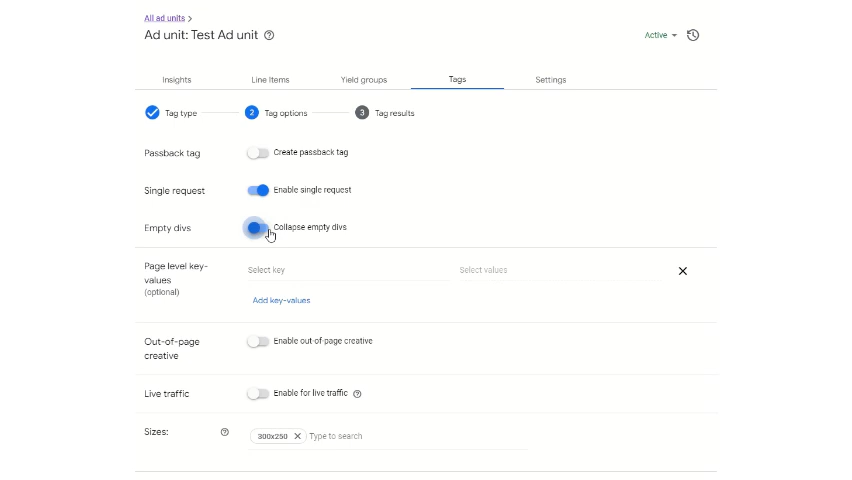 All ad units
Ad unit: Test Ad unit
Active
Insights
Line Items
Yield groups
Tags
Settings
Tag type
2 Tag options
3 Tag results
Passback tag
Create passback tag
Single request
Enable single request
Empty divs
Collapse empty divs
Page level key-
values
(optional)
Select key
Select values
Add key-values
Out-of-page
creative
Enable out-of-page creative
Live traffic
Enable for live traffic
Sizes:
300x250
Type to search